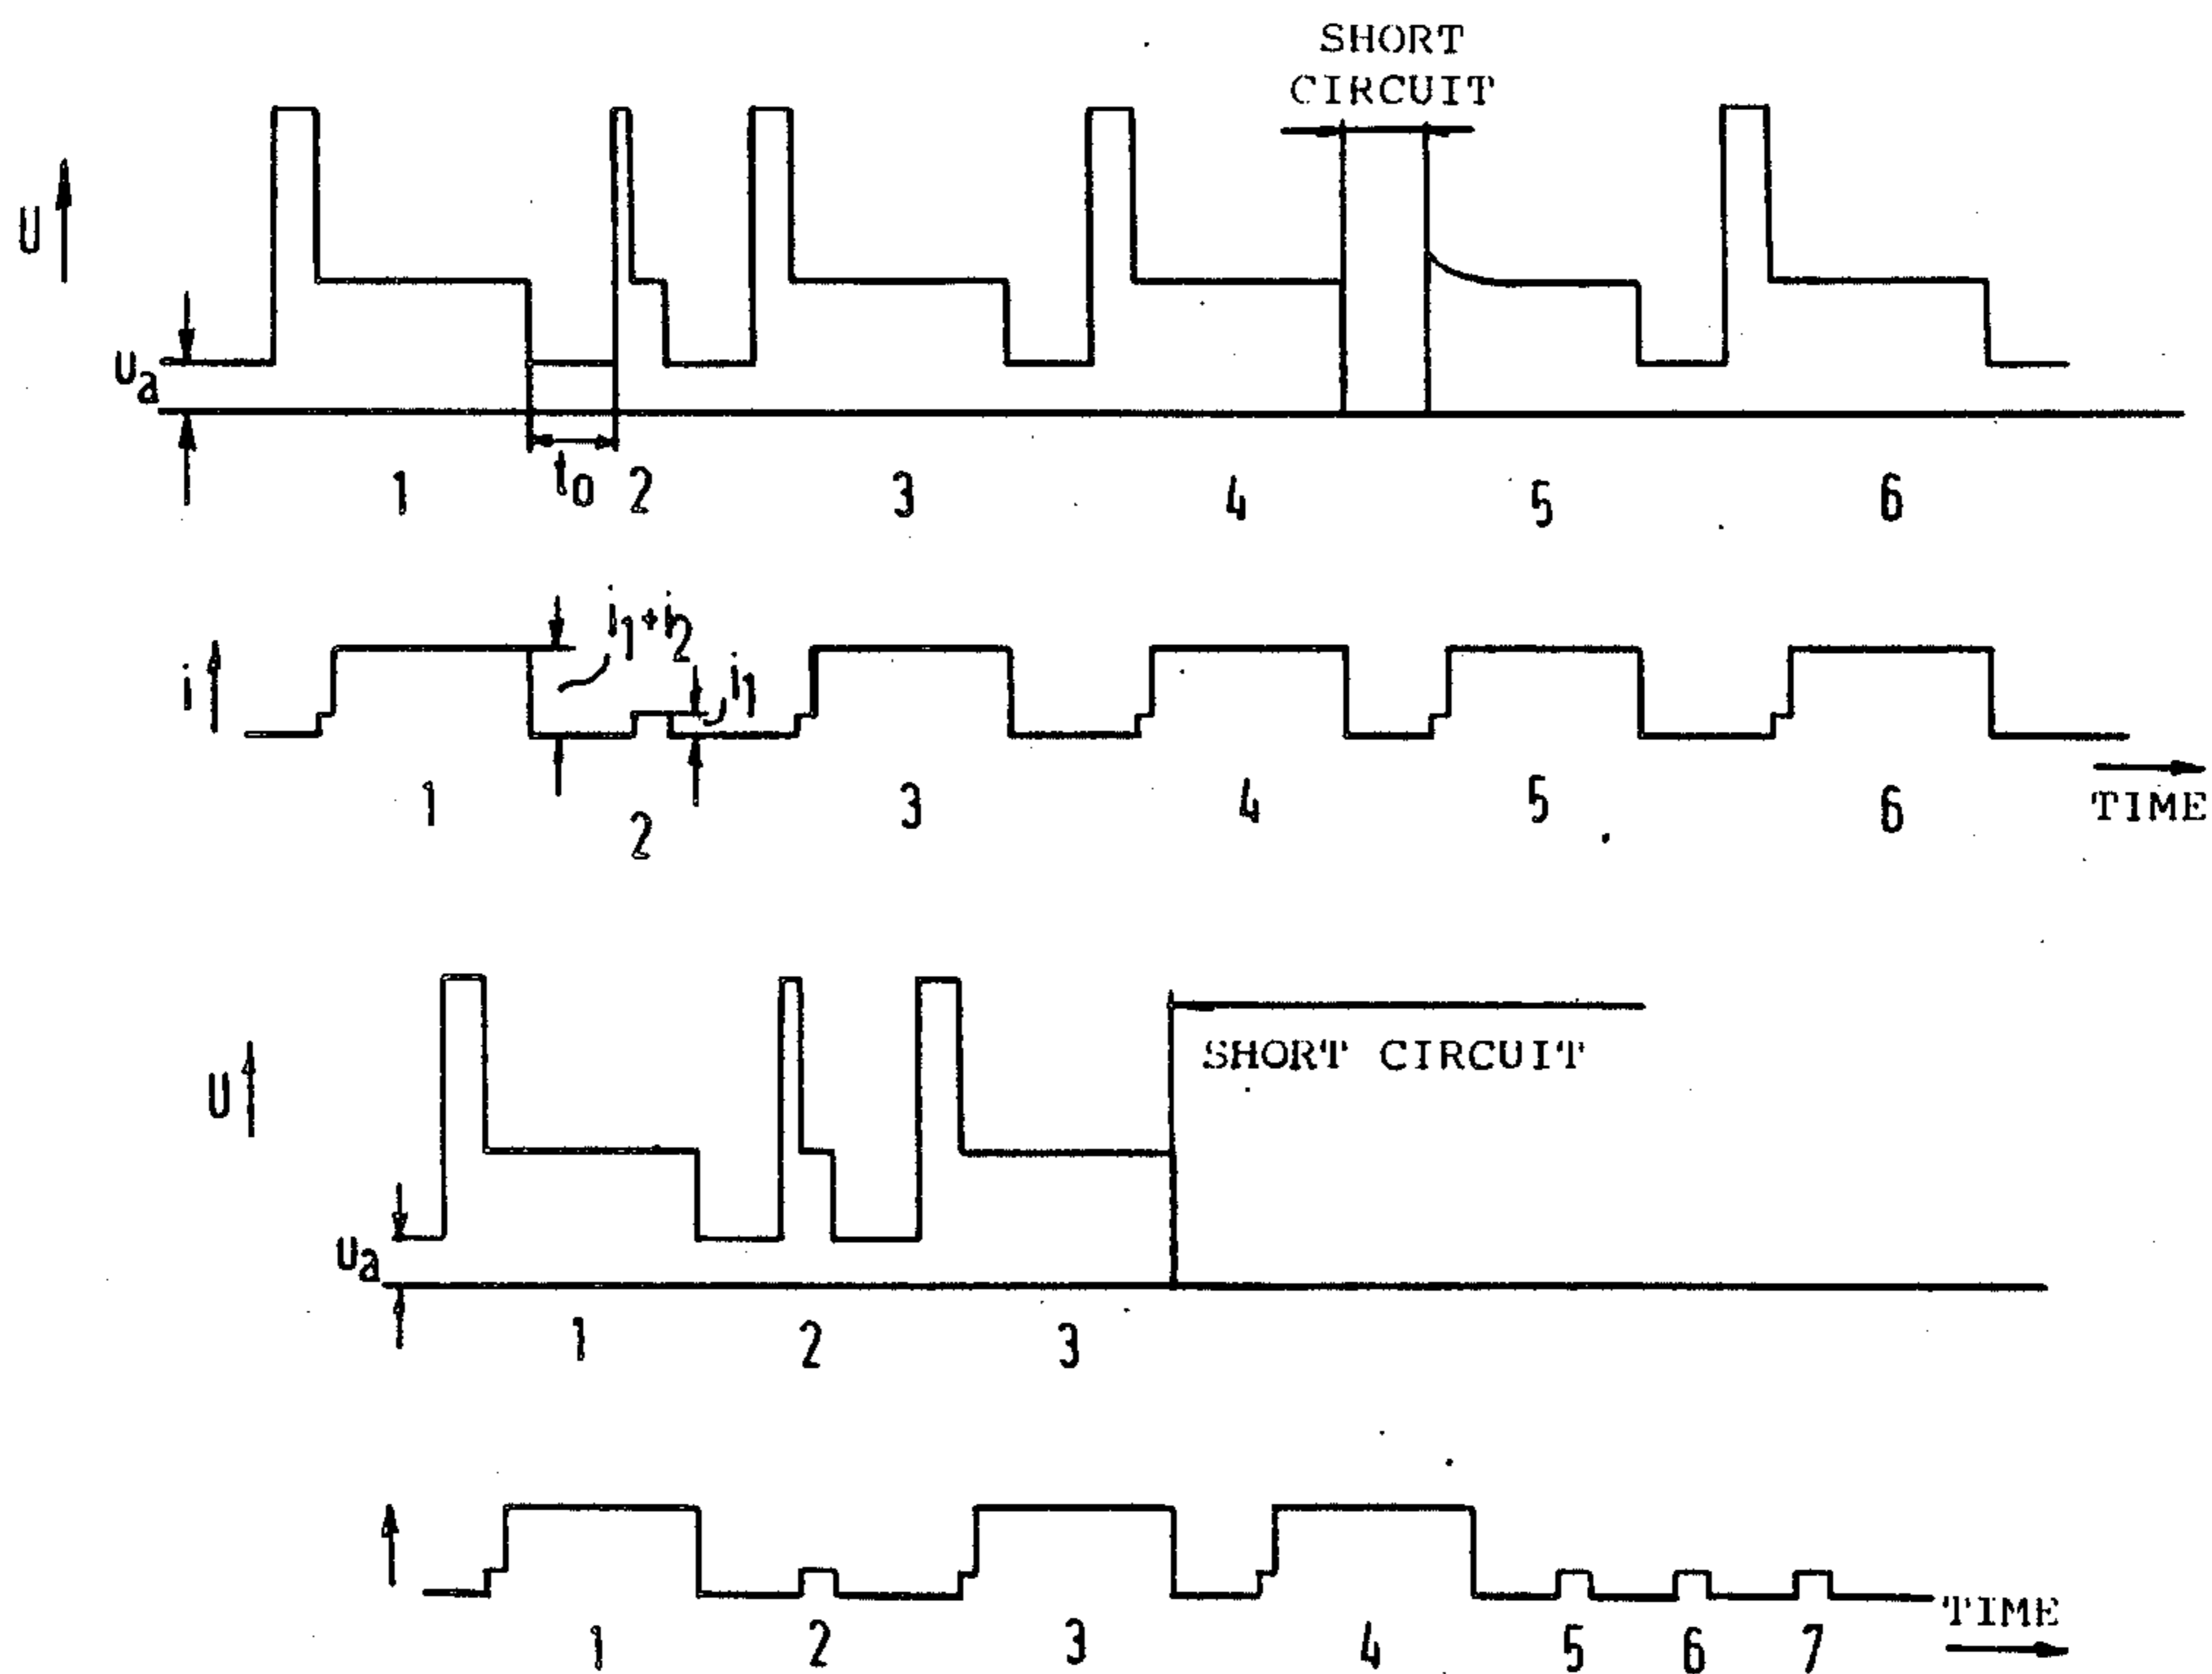 SHORT
CIRCUIT
U
Ua
to
1 2 3 4 5 6
i1+i2
i1
i
1 2 3 4 5 6
TIME
U
SHORT CIRCUIT
Ua
1 2 3
TIME
1 2 3 4 5 6 7